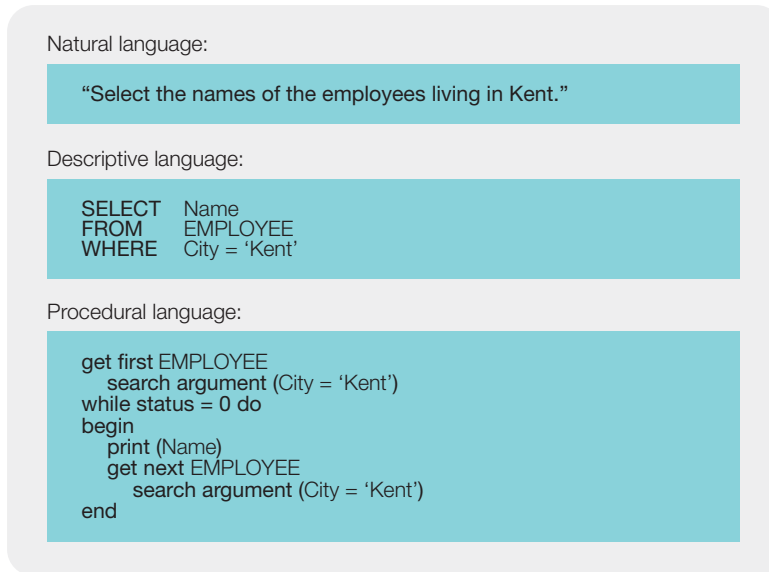 Natural language:
“Select the names of the employees living in Kent.”
Descriptive language:
SELECT Name
FROM EMPLOYEE
WHERE City = ‘Kent’
Procedural language:
get first EMPLOYEE
search argument (City = ‘Kent’)
while status = 0 do
begin
print (Name)
get next EMPLOYEE
search argument (City = ‘Kent’)
end